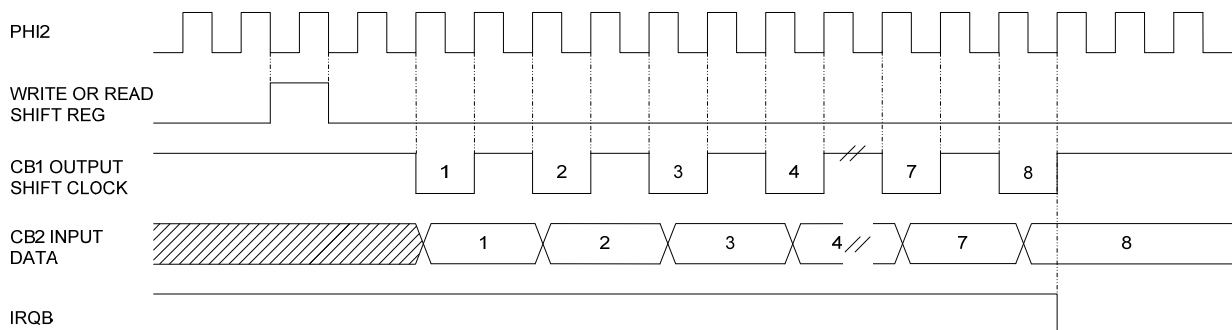 PHI2
WRITE OR READ
SHIFT REG
CB1 OUTPUT
SHIFT CLOCK
1 2 3 4 7 8
CB2 INPUT
DATA
1 2 3 4 7 8
IRQB